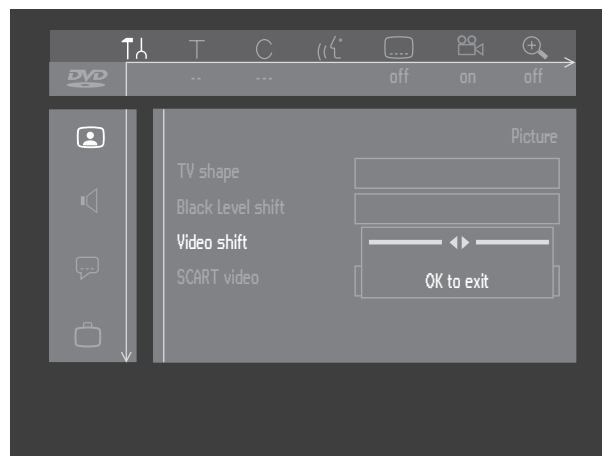 T C
DVD -- --- off on off
Picture
TV shape
Black Level shift
Video shift
SCART video
OK to exit